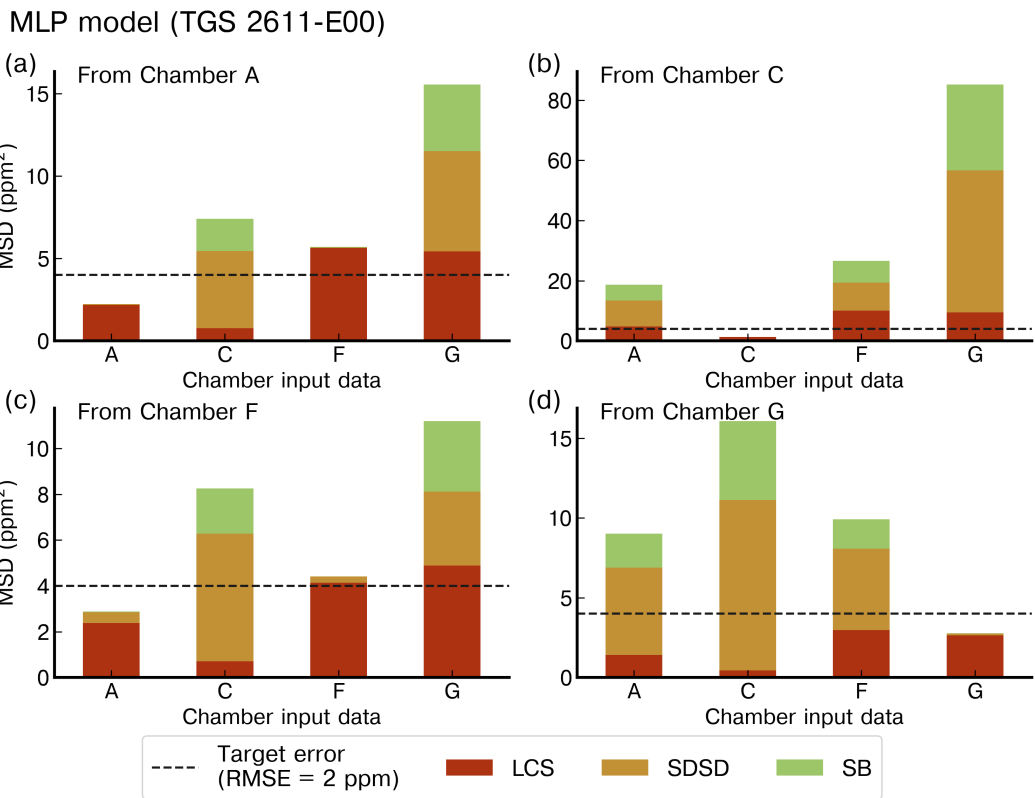 MLP model (TGS 2611-E00)
(a)
From Chamber A
MSD (ppm²)
15
10
5
0
A C F G
Chamber input data
(b)
From Chamber C
80
60
40
20
0
A C F G
Chamber input data
(c)
From Chamber F
MSD (ppm²)
10
8
6
4
2
0
A C F G
Chamber input data
(d)
From Chamber G
15
10
5
0
A C F G
Chamber input data
Target error
(RMSE = 2 ppm)
LCS
SDSD
SB